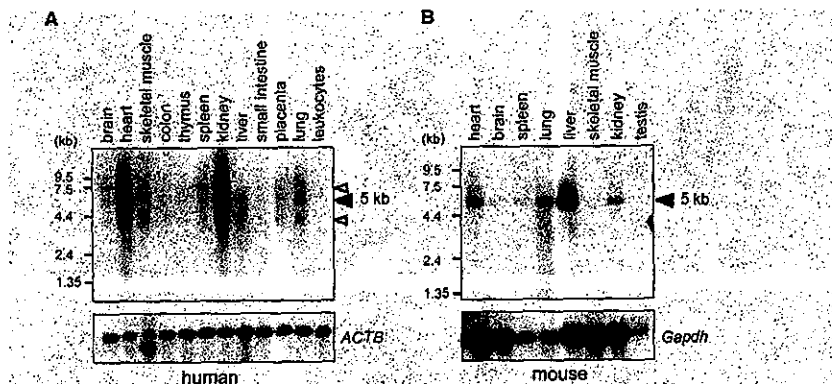 A
brain
heart
skeletal muscle
colon
thymus
spleen
kidney
liver
small intestine
placenta
lung
leukocytes
(kb)
9.5
7.5
4.4
2.4
1.35
5 kb
ACTB
human
B
heart
brain
spleen
lung
liver
skeletal muscle
kidney
testis
(kb)
9.5
7.5
4.4
2.4
1.35
5 kb
Gapdh
mouse